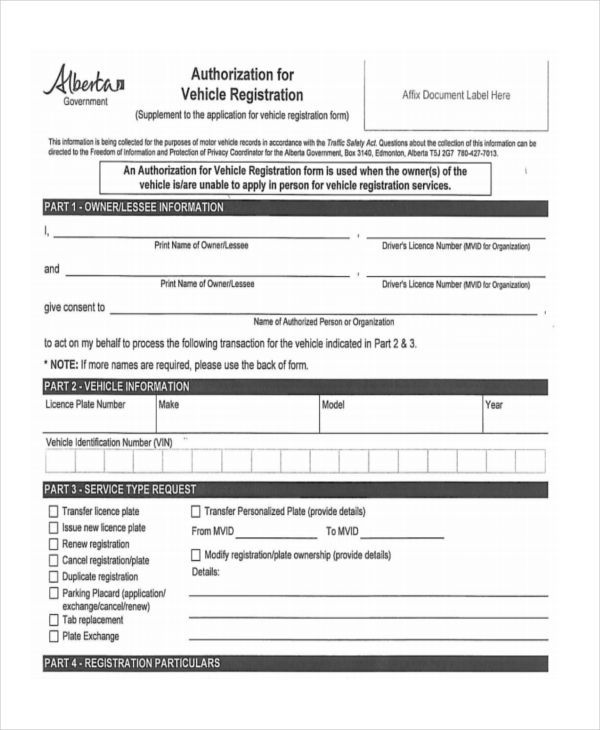 Alberta
Government
Authorization for
Vehicle Registration
(Supplement to the application for vehicle registration form)
Affix Document Label Here
This information is being collected for the purposes of motor vehicle records in accordance with the Traffic Safety Act. Questions about the collection of this information can be
directed to the Freedom of Information and Protection of Privacy Coordinator for the Alberta Government, Box 3140, Edmonton, Alberta T5J 2G7 780-427-7013.
An Authorization for Vehicle Registration form is used when the owner(s) of the
vehicle is/are unable to apply in person for vehicle registration services.
PART 1 - OWNER/LESSEE INFORMATION
I, ,
Print Name of Owner/Lessee Driver's Licence Number (MVID for Organization)
and ,
Print Name of Owner/Lessee Driver's Licence Number (MVID for Organization)
give consent to
Name of Authorized Person or Organization
to act on my behalf to process the following transaction for the vehicle indicated in Part 2 & 3.
* NOTE: If more names are required, please use the back of form.
PART 2 - VEHICLE INFORMATION
Licence Plate Number Make Model Year
Vehicle Identification Number (VIN)
PART 3 - SERVICE TYPE REQUEST
Transfer licence plate
Issue new licence plate
Renew registration
Cancel registration/plate
Duplicate registration
Parking Placard (application/
exchange/cancel/renew)
Tab replacement
Plate Exchange
Transfer Personalized Plate (provide details)
From MVID To MVID
Modify registration/plate ownership (provide details)
Details:
PART 4 - REGISTRATION PARTICULARS